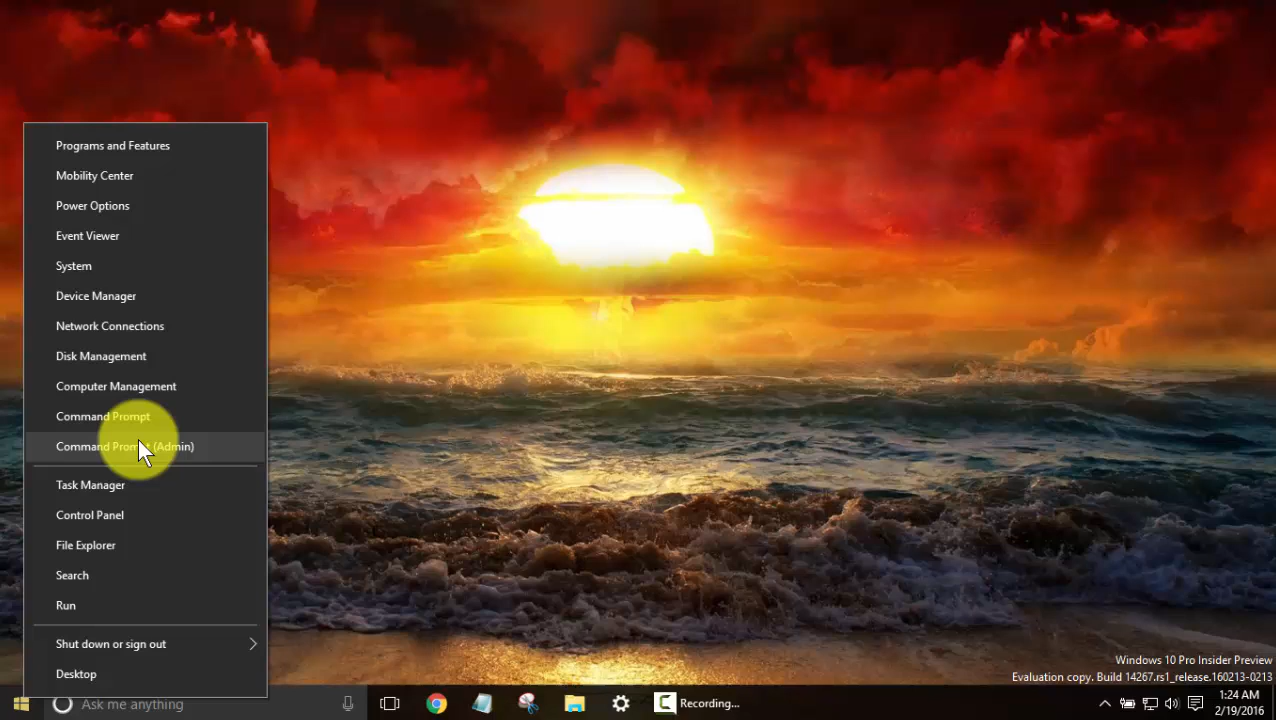 Programs and Features
Mobility Center
Power Options
Event Viewer
System
Device Manager
Network Connections
Disk Management
Computer Management
Command Prompt
Command Prompt (Admin)
Task Manager
Control Panel
File Explorer
Search
Run
Shut down or sign out
Desktop
Windows 10 Pro Insider Preview
Evaluation copy. Build 14267.rs1_release.160213-0213
Ask me anything
Recording...
1:24 AM
2/19/2016